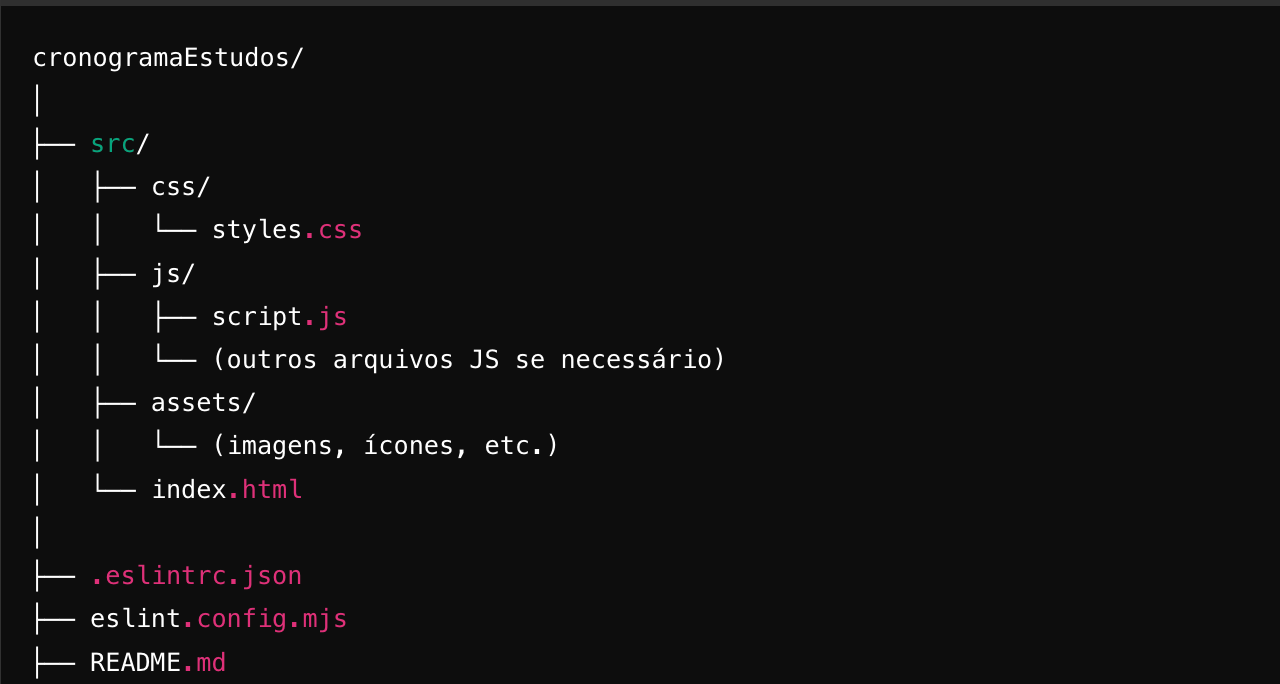 cronogramaEstudos/
│
├── src/
│   ├── css/
│   │   └── styles.css
│   ├── js/
│   │   ├── script.js
│   │   └── (outros arquivos JS se necessário)
│   ├── assets/
│   │   └── (imagens, ícones, etc.)
│   └── index.html
│
├── .eslintrc.json
├── eslint.config.mjs
├── README.md